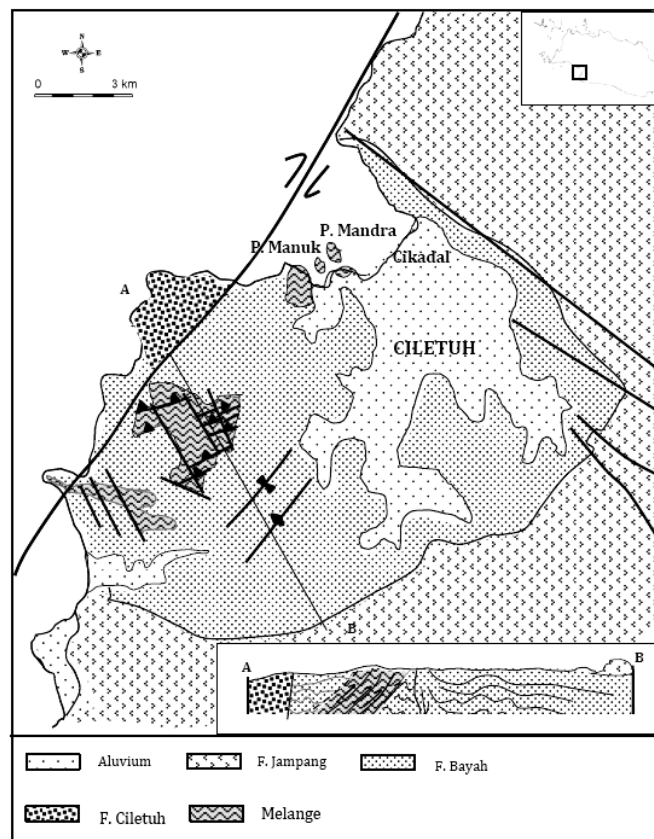 N
W E
S
0 3 km
P. Mandra
P. Manuk
Cikadal
A
CILETUH
B
A B
Aluvium F. Jampang F. Bayah
F. Ciletuh Melange